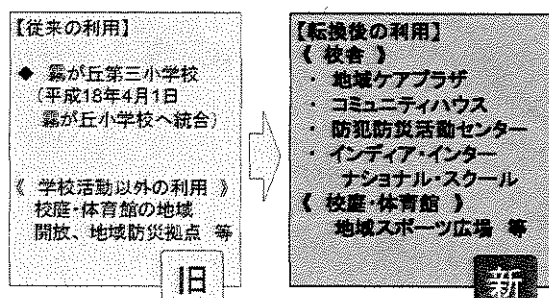 【従来の利用】
◆ 霧が丘第三小学校
(平成18年4月1日
霧が丘小学校へ統合)
《 学校活動以外の利用 》
校庭・体育館の地域
開放、地域防災拠点 等
旧
【転換後の利用】
《 校舎 》
・ 地域ケアプラザ
・ コミュニティハウス
・ 防犯防災活動センター
・ インディア・インター
ナショナル・スクール
《 校庭・体育館 》
地域スポーツ広場 等
新